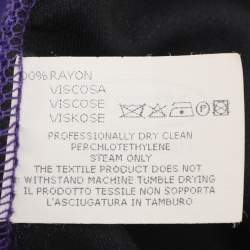 00% RAYON
VISCOSA
VISCOSE
VISKOSE
PROFESSIONALLY DRY CLEAN
PERCHLOTETHYLENE
STEAM ONLY
THE TEXTILE PRODUCT DOES NOT
WITHSTAND MACHINE TUMBLE DRYING
IL PRODOTTO TESSILE NON SOPPORTA
L'ASCIUGATURA IN TAMBURO